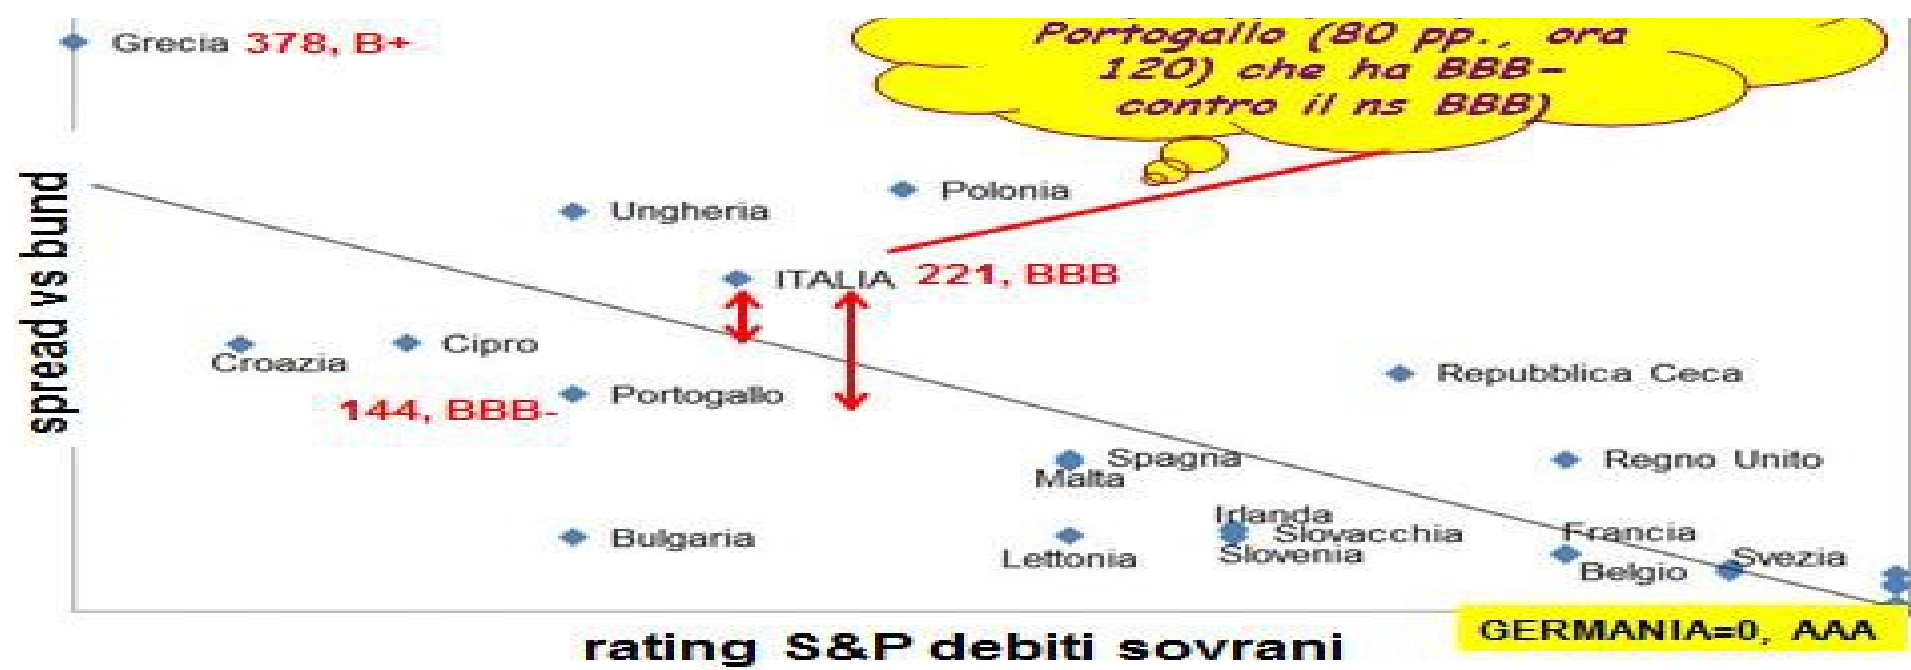 Grecia 378, B+
Portogallo (80 pp., ora
120) che ha BBB-
contro il ns BBB)
spread vs bund
Polonia
Ungheria
ITALIA 221, BBB
Cipro
Croazia
Repubblica Ceca
Portogallo
144, BBB-
Spagna
Malta
Regno Unito
Irlanda
Slovacchia
Slovenia
Bulgaria
Lettonia
Francia
Belgio
Svezia
GERMANIA=0, AAA
rating S&P debiti sovrani